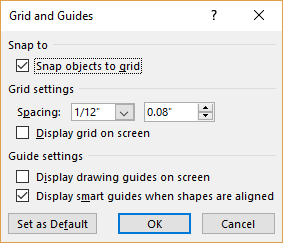 Grid and Guides ? ×
Snap to
Snap objects to grid
Grid settings
Spacing: 1/12" 0.08"
Display grid on screen
Guide settings
Display drawing guides on screen
Display smart guides when shapes are aligned
Set as Default OK Cancel